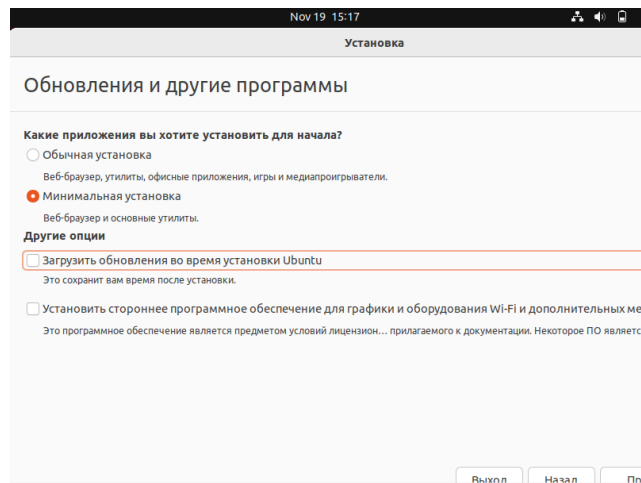 Nov 19 15:17
Установка
Обновления и другие программы
Какие приложения вы хотите установить для начала?
Обычная установка
Веб-браузер, утилиты, офисные приложения, игры и медиапроигрыватели.
Минимальная установка
Веб-браузер и основные утилиты.
Другие опции
Загрузить обновления во время установки Ubuntu
Это сохранит вам время после установки.
Установить стороннее программное обеспечение для графики и оборудования Wi-Fi и дополнительных ме
Это программное обеспечение является предметом условий лицензион… прилагаемого к документации. Некоторое ПО являетс
Выход Назад Пр